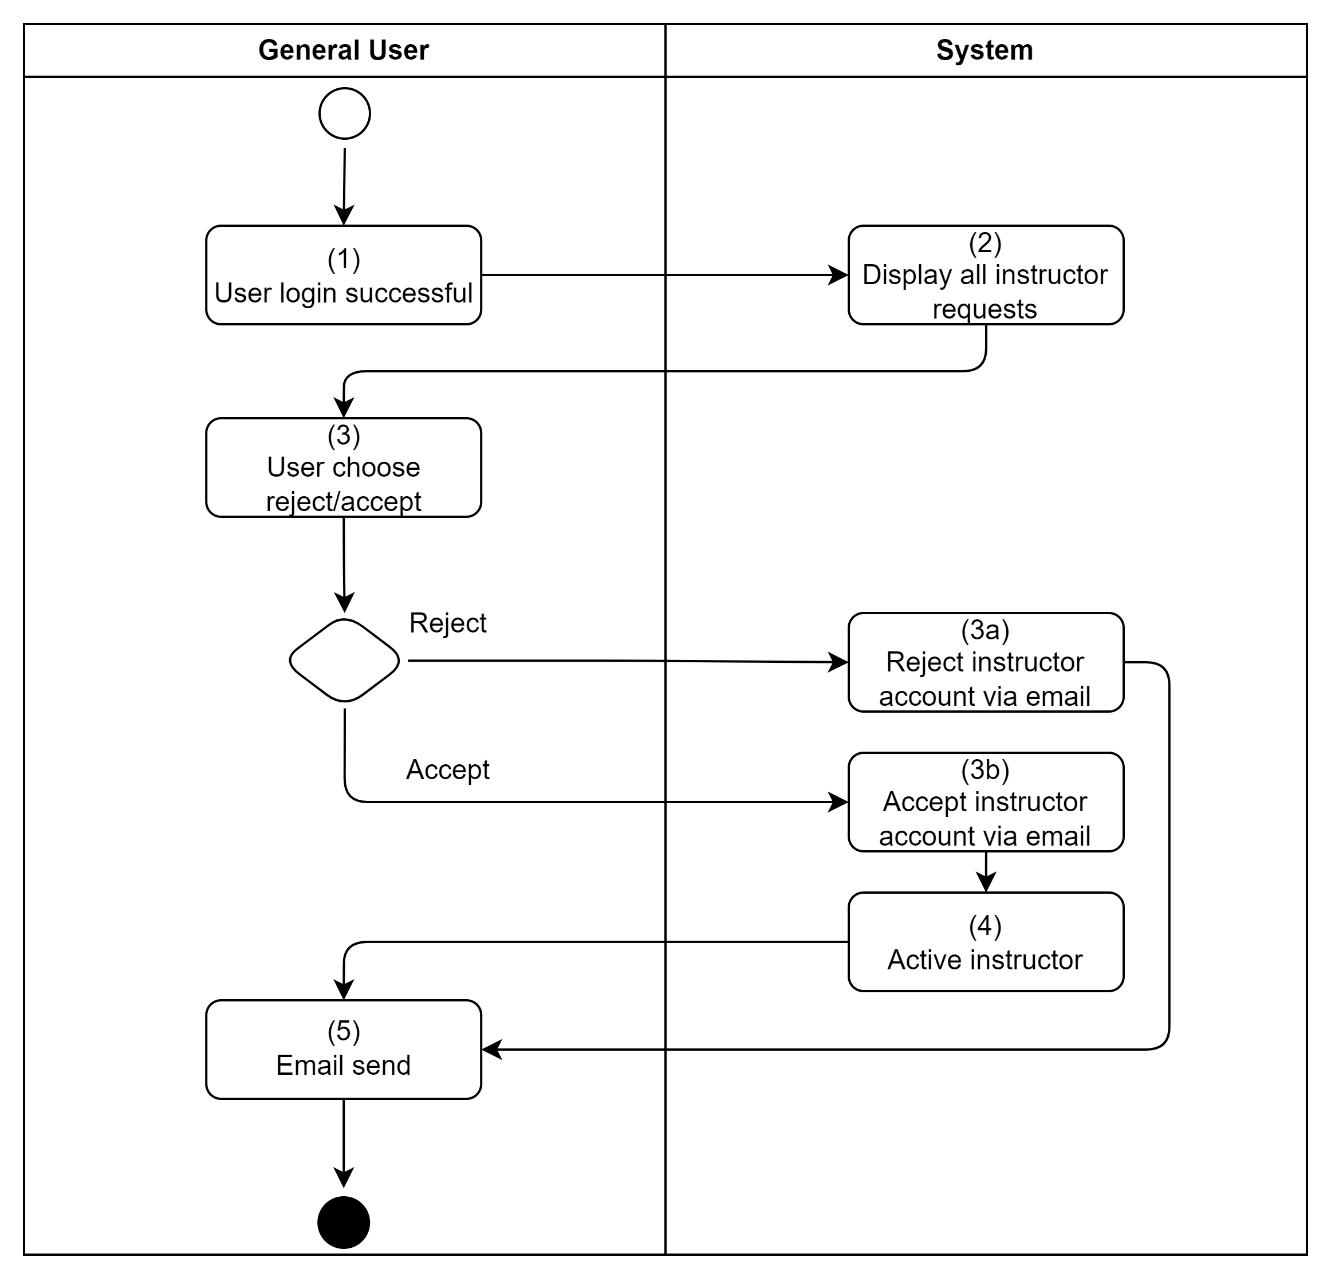 General User
System
(1)
User login successful
(2)
Display all instructor
requests
(3)
User choose
reject/accept
Reject
(3a)
Reject instructor
account via email
Accept
(3b)
Accept instructor
account via email
(4)
Active instructor
(5)
Email send